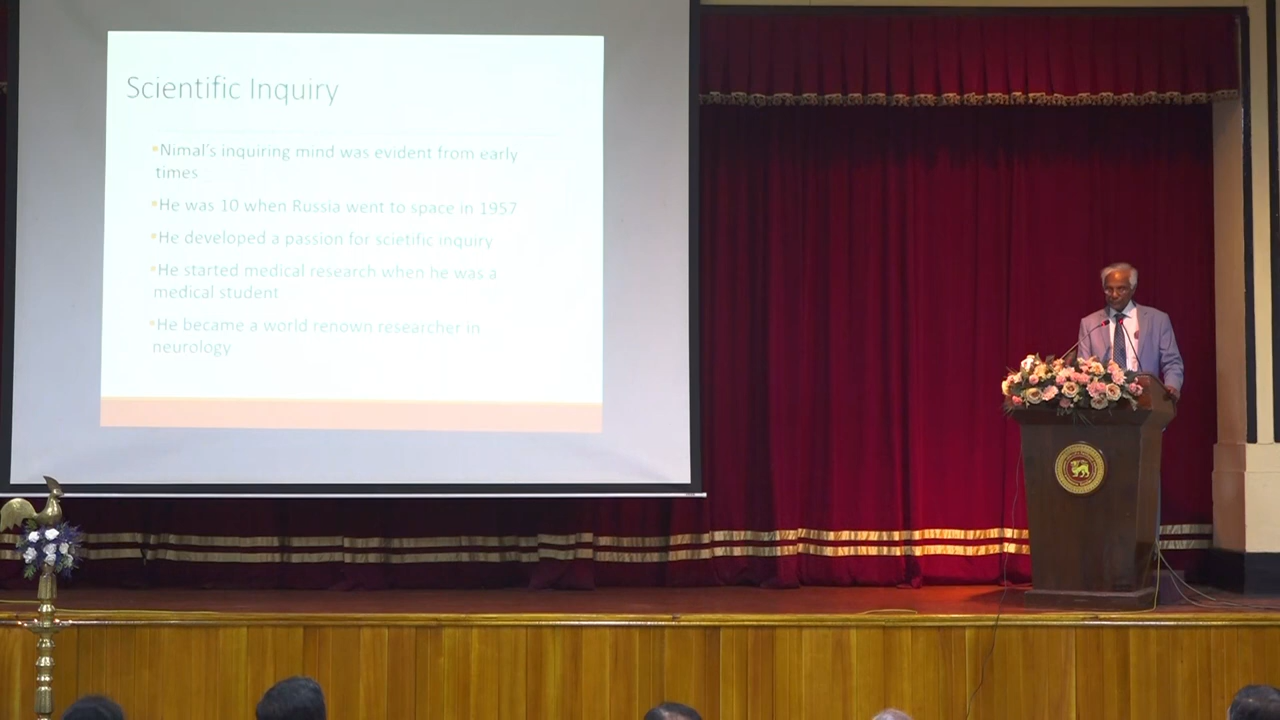 Scientific Inquiry
▪Nimal's inquiring mind was evident from early
times
▪He was 10 when Russia went to space in 1957
▪He developed a passion for scietific inquiry
▪He started medical research when he was a
medical student
▪He became a world renown researcher in
neurology